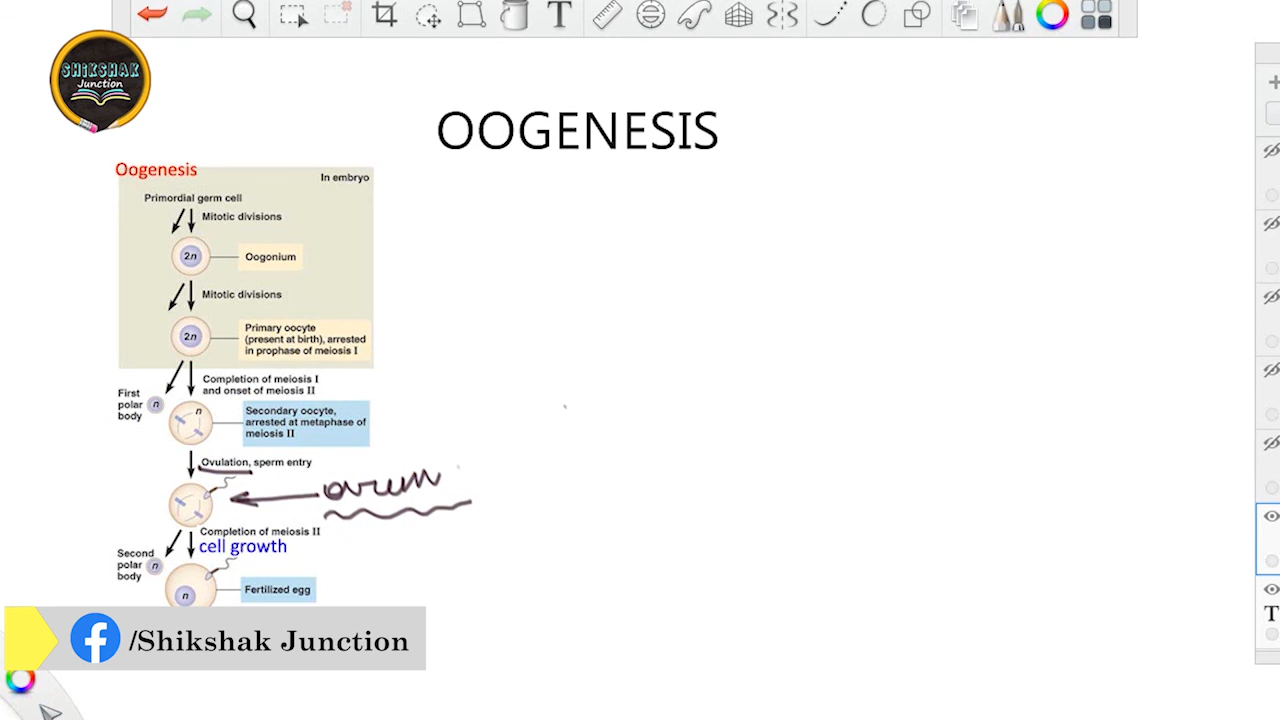 SHiKSHAK
Junction
OOGENESIS
Oogenesis
In embryo
Primordial germ cell
Mitotic divisions
2n
Oogonium
Mitotic divisions
2n
Primary oocyte
(present at birth), arrested
in prophase of meiosis I
Completion of meiosis I
and onset of meiosis II
First
polar
body
n
n
Secondary oocyte,
arrested at metaphase of
meiosis II
Ovulation, sperm entry
ovum
Completion of meiosis II
cell growth
Second
polar
body
n
n
Fertilized egg
/Shikshak Junction